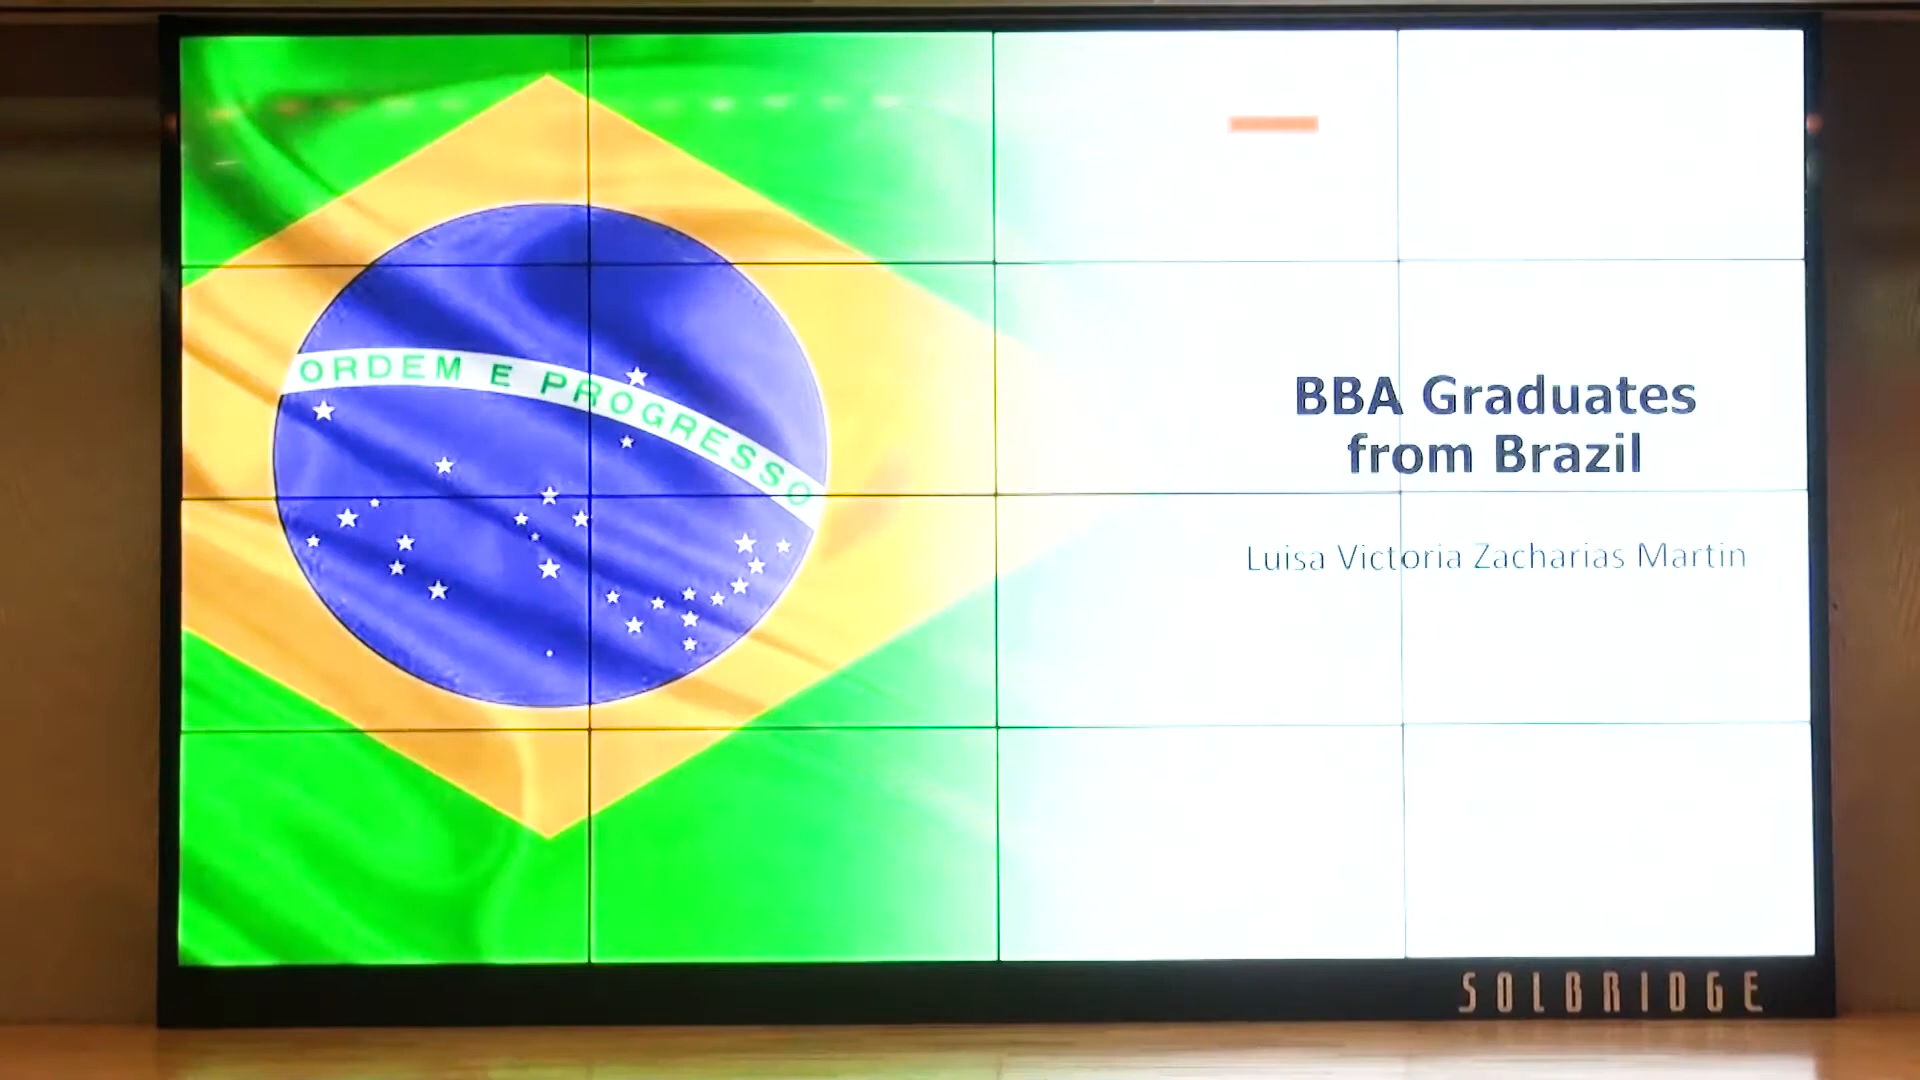 ORDEM E PROGRESSO
BBA Graduates
from Brazil
Luisa Victoria Zacharias Martin
SOLBRIDGE